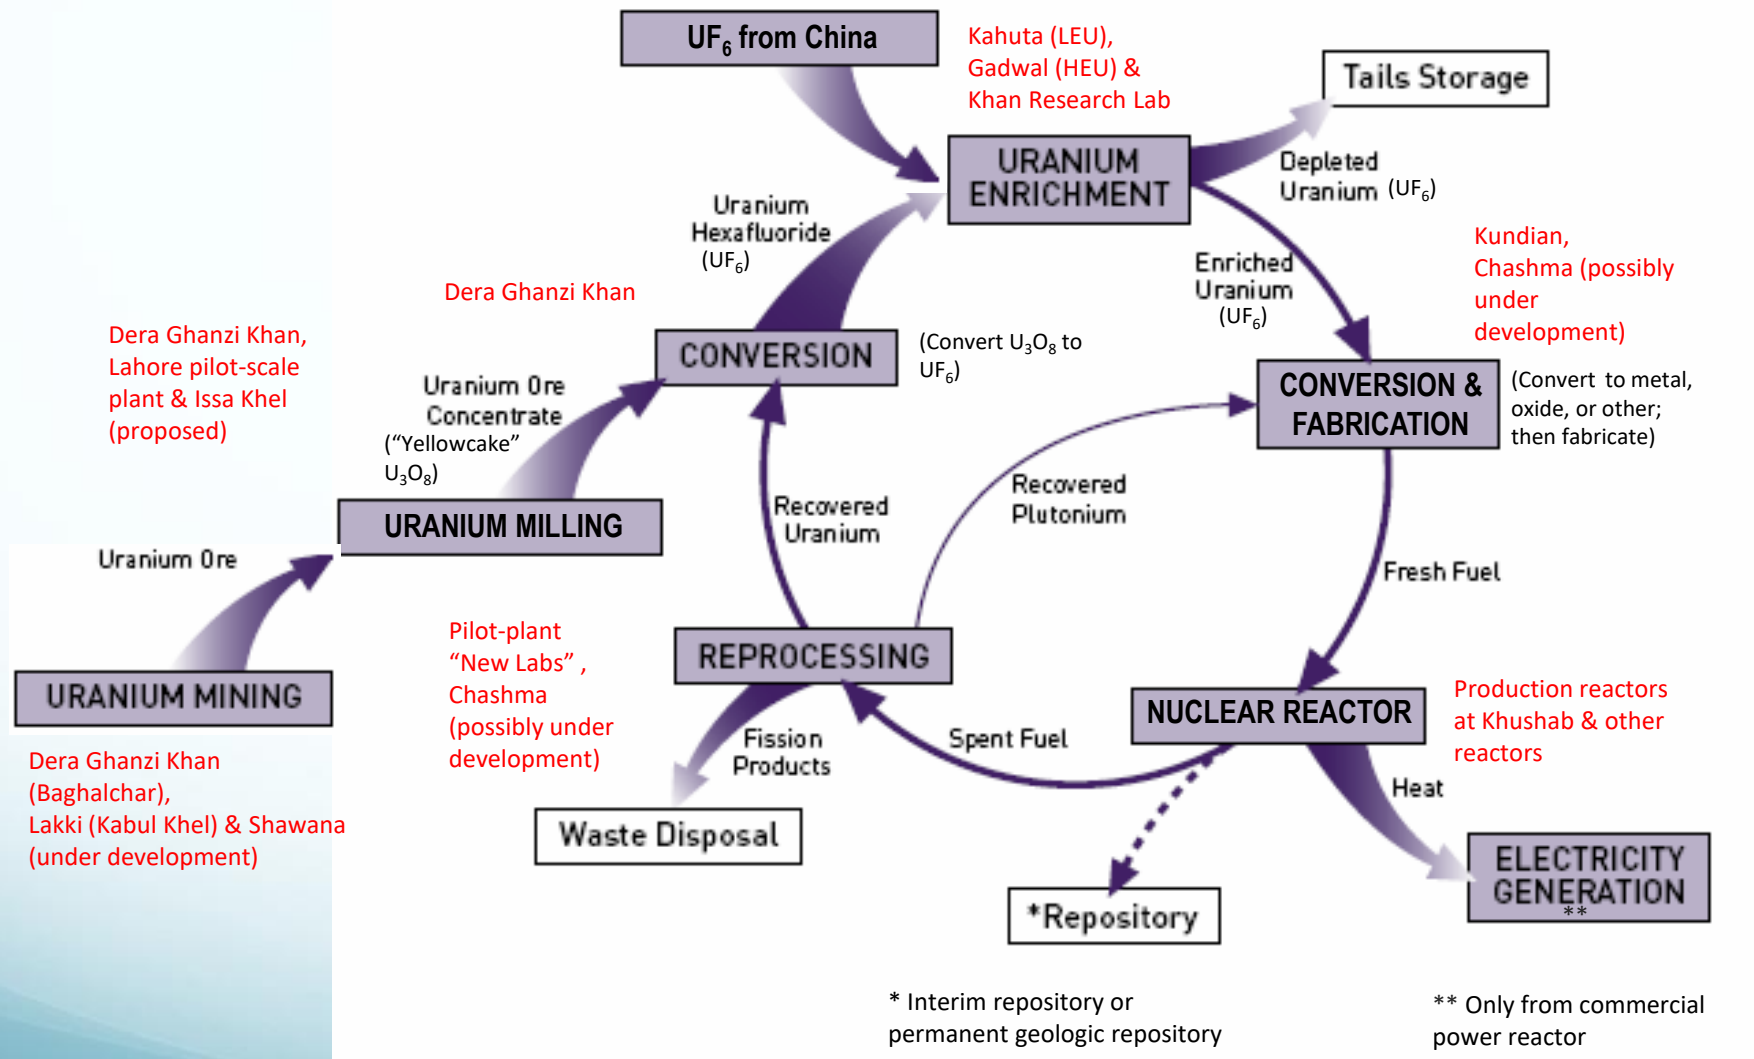 UF₆ from China
Kahuta (LEU),
Gadwal (HEU) &
Khan Research Lab
Tails Storage
URANIUM
ENRICHMENT
Depleted
Uranium (UF₆)
Uranium
Hexafluoride
(UF₆)
Enriched
Uranium
(UF₆)
Kundian,
Chashma (possibly
under
development)
Dera Ghanzi Khan
Dera Ghanzi Khan,
Lahore pilot-scale
plant & Issa Khel
(proposed)
CONVERSION
(Convert U₃O₈ to
UF₆)
Uranium Ore
Concentrate
(“Yellowcake”
U₃O₈)
CONVERSION &
FABRICATION
(Convert to metal,
oxide, or other;
then fabricate)
Recovered
Uranium
Recovered
Plutonium
URANIUM MILLING
Uranium Ore
Fresh Fuel
Pilot-plant
“New Labs” ,
Chashma
(possibly under
development)
REPROCESSING
URANIUM MINING
NUCLEAR REACTOR
Production reactors
at Khushab & other
reactors
Dera Ghanzi Khan
(Baghalchar),
Lakki (Kabul Khel) & Shawana
(under development)
Fission
Products
Spent Fuel
Heat
Waste Disposal
ELECTRICITY
GENERATION
**
*Repository
* Interim repository or
permanent geologic repository
** Only from commercial
power reactor